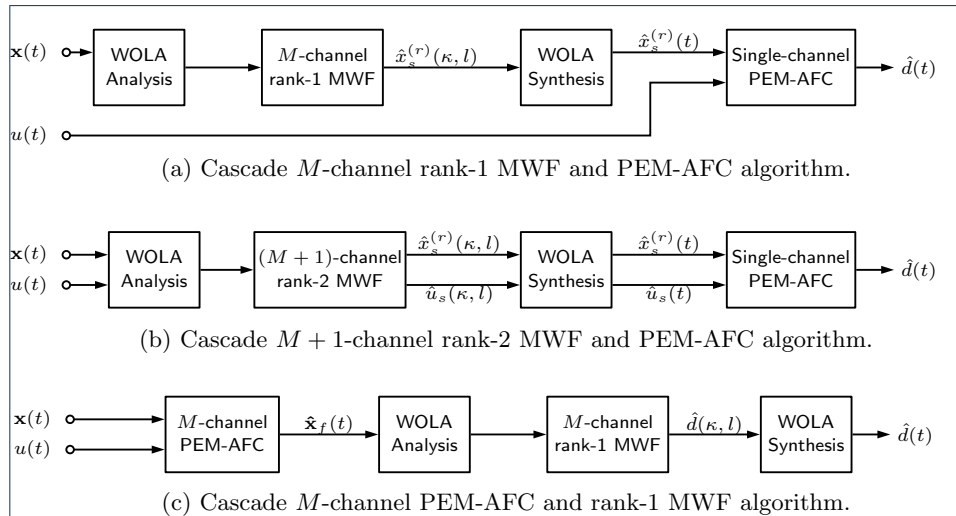 x(t)
WOLA
Analysis
M-channel
rank-1 MWF
x̂_s^(r)(κ, l)
WOLA
Synthesis
x̂_s^(r)(t)
Single-channel
PEM-AFC
d̂(t)
u(t)
(a) Cascade M-channel rank-1 MWF and PEM-AFC algorithm.
x(t)
u(t)
WOLA
Analysis
(M + 1)-channel
rank-2 MWF
x̂_s^(r)(κ, l)
û_s(κ, l)
WOLA
Synthesis
x̂_s^(r)(t)
û_s(t)
Single-channel
PEM-AFC
d̂(t)
(b) Cascade M + 1-channel rank-2 MWF and PEM-AFC algorithm.
x(t)
u(t)
M-channel
PEM-AFC
x̂_f(t)
WOLA
Analysis
M-channel
rank-1 MWF
d̂(κ, l)
WOLA
Synthesis
d̂(t)
(c) Cascade M-channel PEM-AFC and rank-1 MWF algorithm.